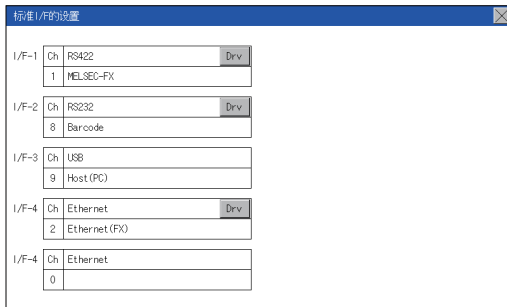 标准I/F的设置
I/F-1 Ch RS422 Drv
1 MELSEC-FX
I/F-2 Ch RS232 Drv
8 Barcode
I/F-3 Ch USB
9 Host(PC)
I/F-4 Ch Ethernet Drv
2 Ethernet(FX)
I/F-4 Ch Ethernet
0